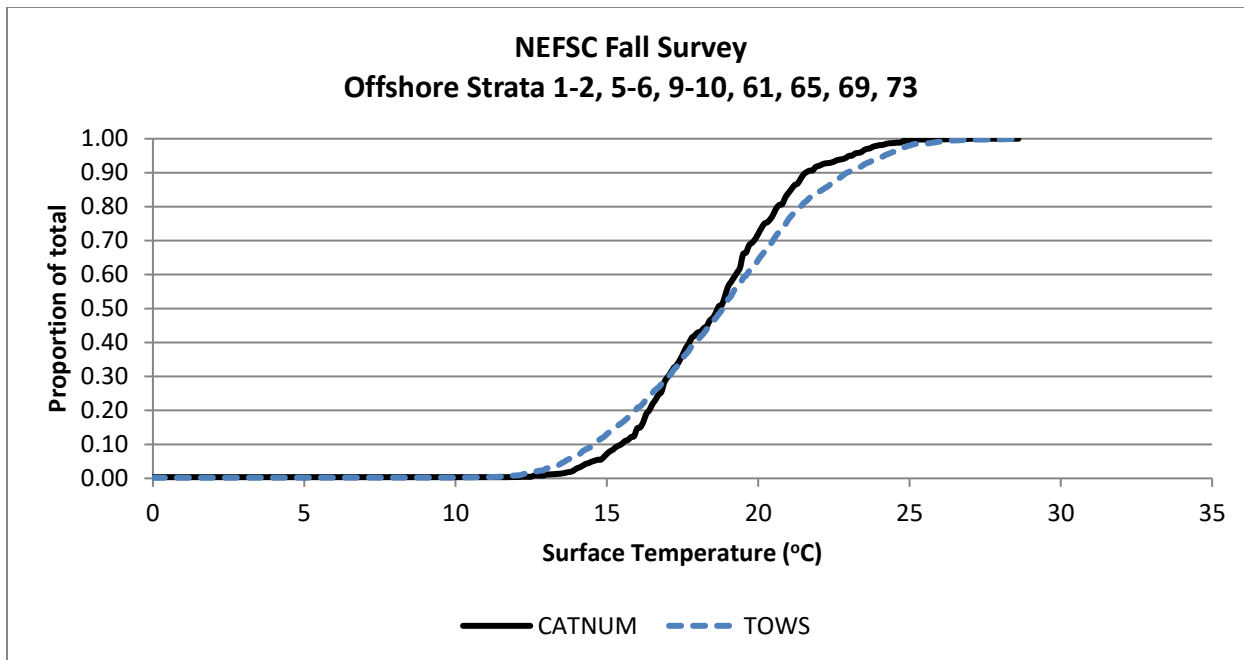 NEFSC Fall Survey
Offshore Strata 1-2, 5-6, 9-10, 61, 65, 69, 73
Proportion of total
1.00
0.90
0.80
0.70
0.60
0.50
0.40
0.30
0.20
0.10
0.00
0 5 10 15 20 25 30 35
Surface Temperature (ºC)
CATNUM TOWS